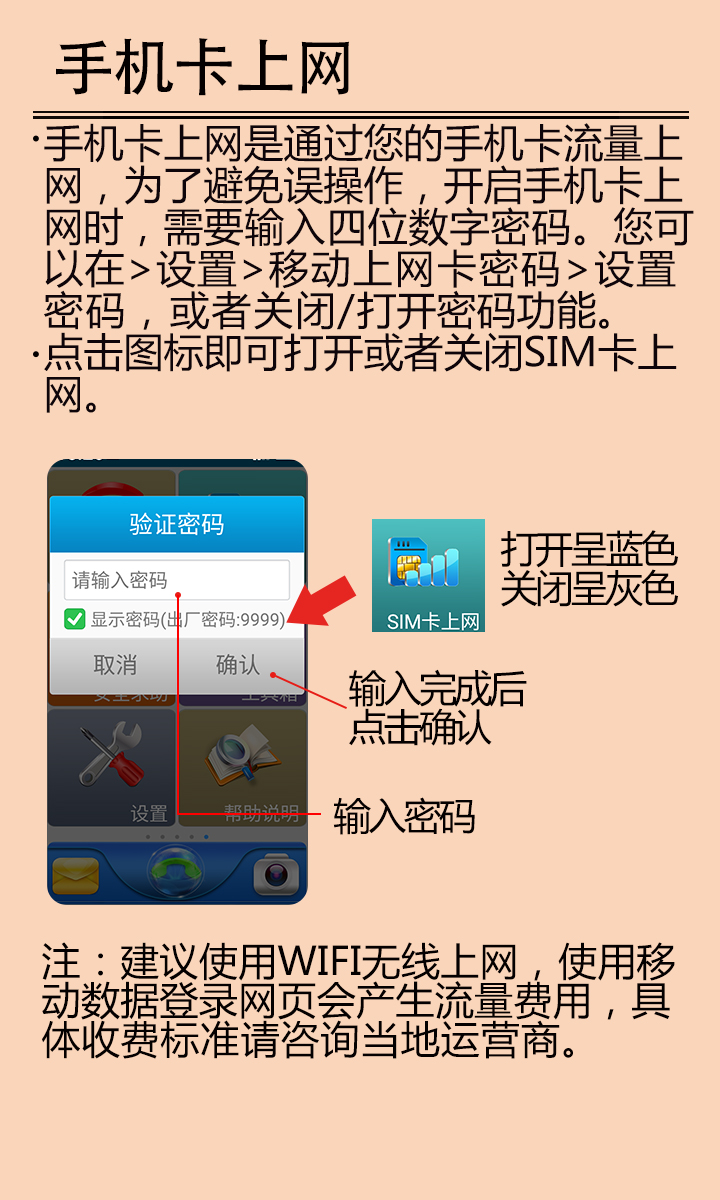 手机卡上网
·手机卡上网是通过您的手机卡流量上
网，为了避免误操作，开启手机卡上
网时，需要输入四位数字密码。您可
以在>设置>移动上网卡密码>设置
密码，或者关闭/打开密码功能。
·点击图标即可打开或者关闭SIM卡上
网。
验证密码
请输入密码
显示密码(出厂密码:9999)
取消
确认
安全求助
工具箱
设置
帮助说明
SIM卡上网
打开呈蓝色
关闭呈灰色
输入完成后
点击确认
输入密码
注：建议使用WIFI无线上网，使用移
动数据登录网页会产生流量费用，具
体收费标准请咨询当地运营商。